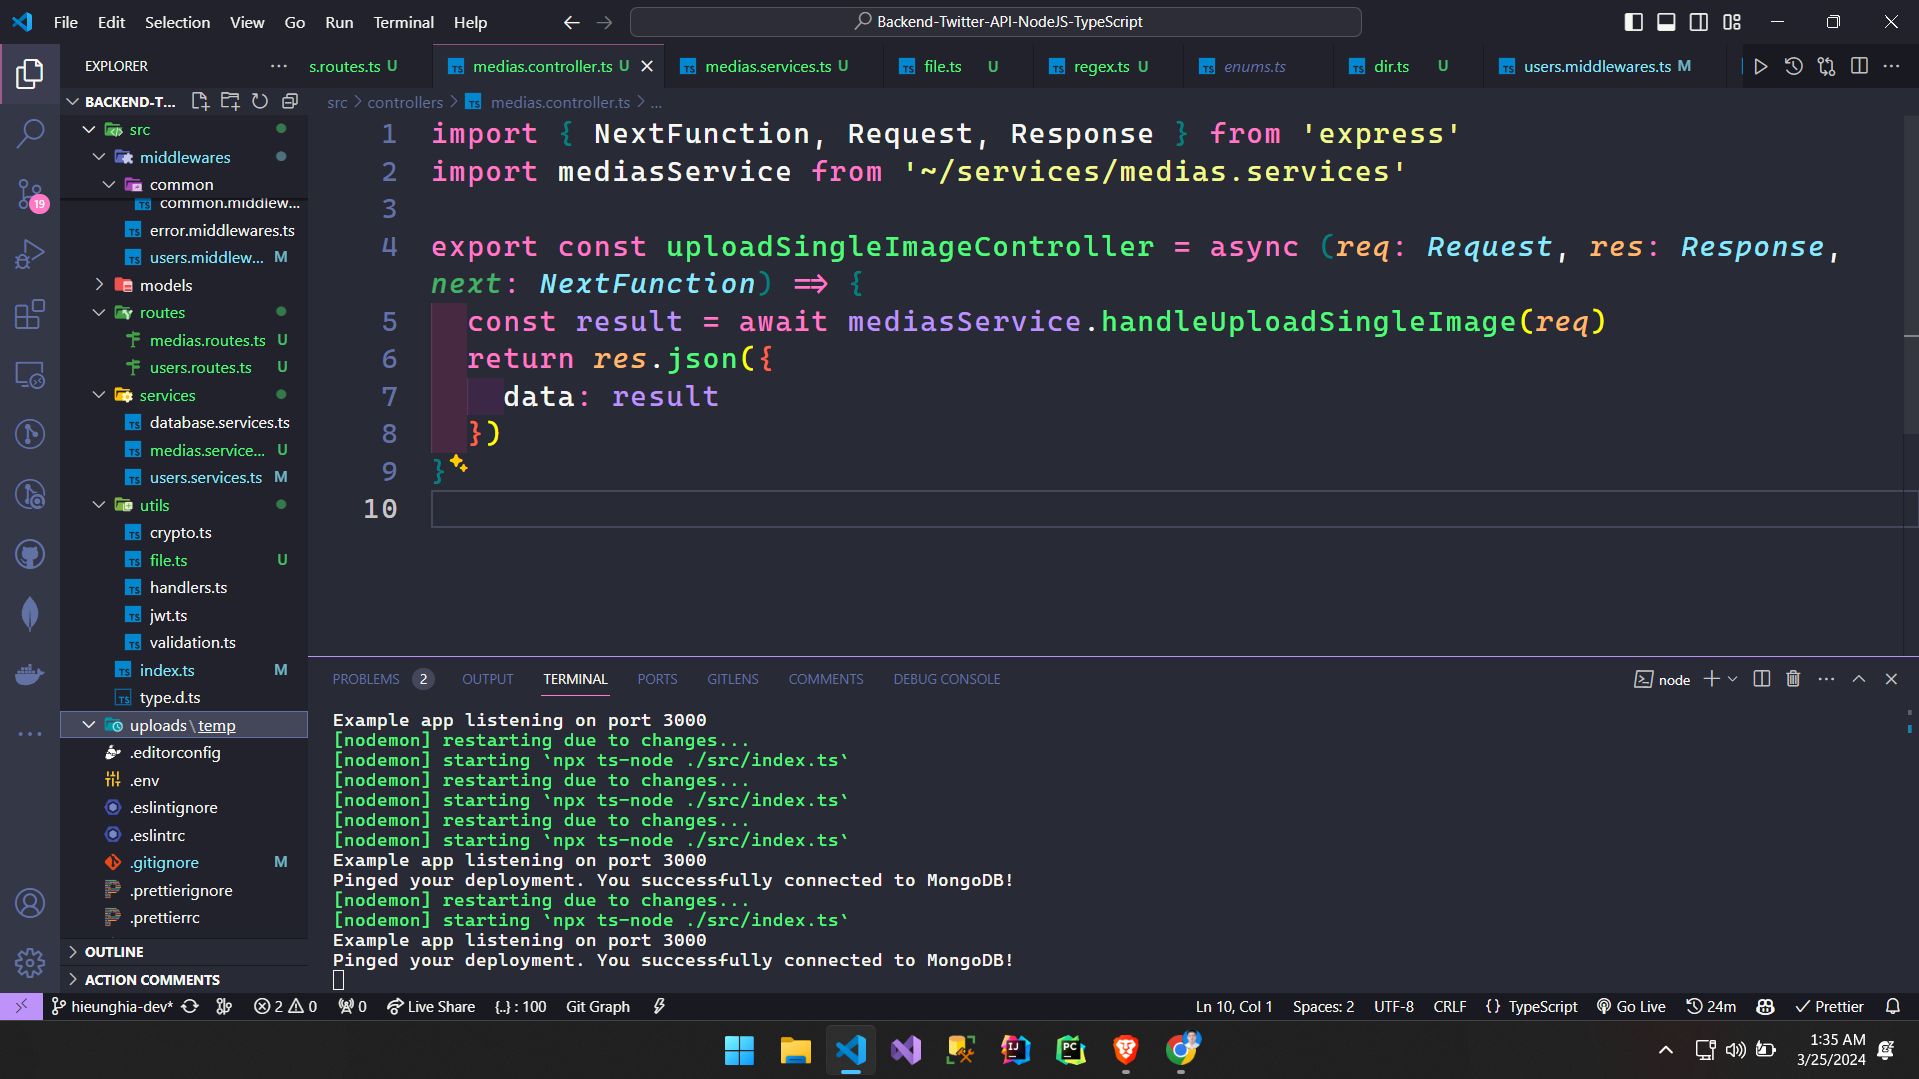 File Edit Selection View Go Run Terminal Help
Backend-Twitter-API-NodeJS-TypeScript
EXPLORER
s.routes.ts U
medias.controller.ts U
medias.services.ts U
file.ts U
regex.ts U
enums.ts
dir.ts U
users.middlewares.ts M
BACKEND-T...
src > controllers > medias.controller.ts > ...
src
middlewares
common
common.middlew...
error.middlewares.ts
users.middlew... M
models
routes
medias.routes.ts U
users.routes.ts U
services
database.services.ts
medias.service... U
users.services.ts M
utils
crypto.ts
file.ts U
handlers.ts
jwt.ts
validation.ts
index.ts M
type.d.ts
uploads\temp
.editorconfig
.env
.eslintignore
.eslintrc
.gitignore M
.prettierignore
.prettierrc
OUTLINE
ACTION COMMENTS
19
1 import { NextFunction, Request, Response } from 'express'
2 import mediasService from '~/services/medias.services'
3
4 export const uploadSingleImageController = async (req: Request, res: Response,
next: NextFunction) => {
5 const result = await mediasService.handleUploadSingleImage(req)
6 return res.json({
7 data: result
8 })
9 }
10
PROBLEMS 2 OUTPUT TERMINAL PORTS GITLENS COMMENTS DEBUG CONSOLE
node
Example app listening on port 3000
[nodemon] restarting due to changes...
[nodemon] starting `npx ts-node ./src/index.ts`
[nodemon] restarting due to changes...
[nodemon] starting `npx ts-node ./src/index.ts`
[nodemon] restarting due to changes...
[nodemon] starting `npx ts-node ./src/index.ts`
Example app listening on port 3000
Pinged your deployment. You successfully connected to MongoDB!
[nodemon] restarting due to changes...
[nodemon] starting `npx ts-node ./src/index.ts`
Example app listening on port 3000
Pinged your deployment. You successfully connected to MongoDB!
hieunghia-dev* 2 0 0 Live Share {..} : 100 Git Graph
Ln 10, Col 1 Spaces: 2 UTF-8 CRLF {} TypeScript Go Live 24m Prettier
1:35 AM
3/25/2024